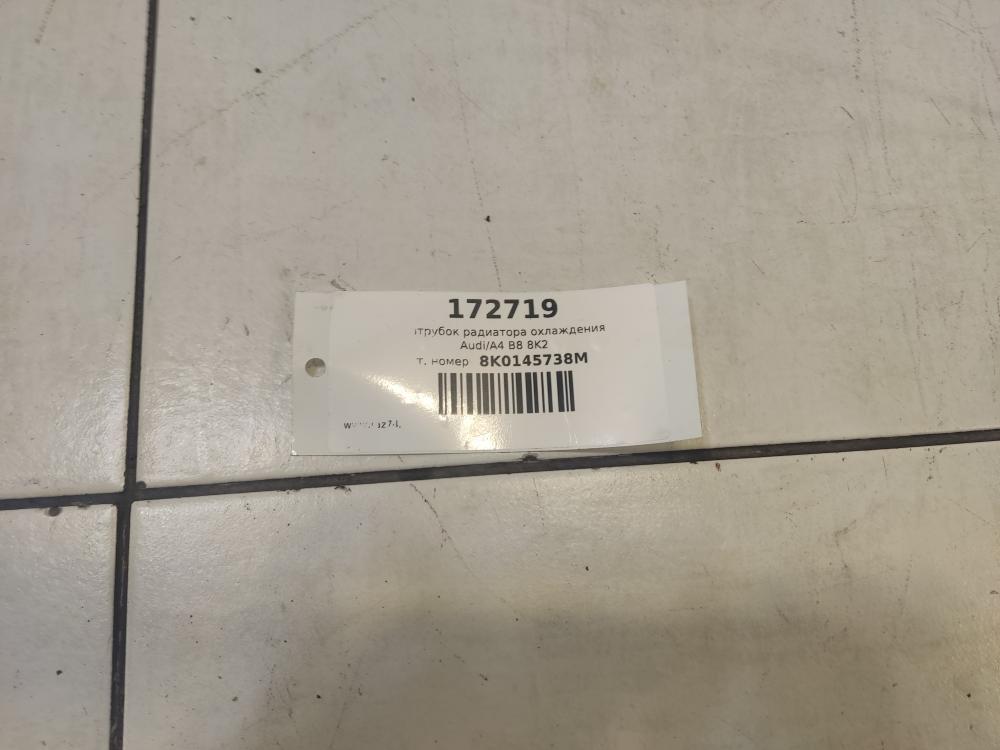 172719
трубок радиатора охлаждения
Audi/A4 B8 8K2
т. номер 8K0145738M